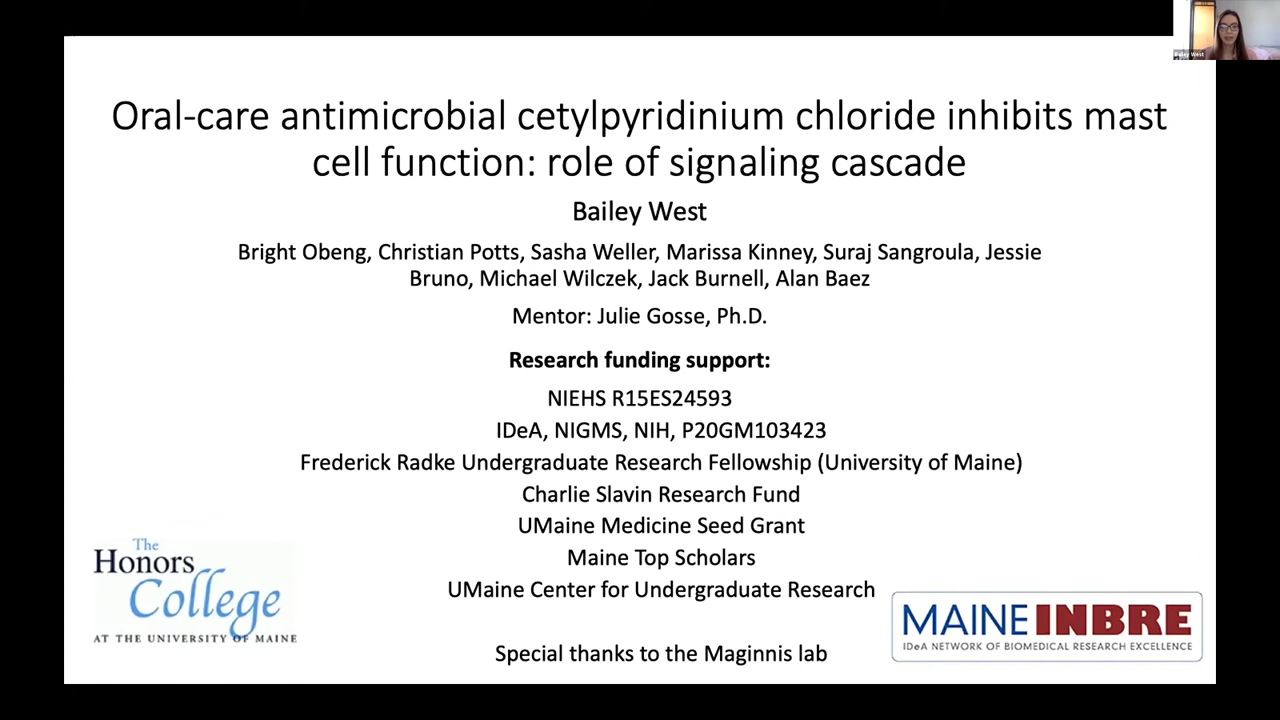 Bailey West
Oral-care antimicrobial cetylpyridinium chloride inhibits mast
cell function: role of signaling cascade
Bailey West
Bright Obeng, Christian Potts, Sasha Weller, Marissa Kinney, Suraj Sangroula, Jessie
Bruno, Michael Wilczek, Jack Burnell, Alan Baez
Mentor: Julie Gosse, Ph.D.
Research funding support:
NIEHS R15ES24593
IDeA, NIGMS, NIH, P20GM103423
Frederick Radke Undergraduate Research Fellowship (University of Maine)
Charlie Slavin Research Fund
UMaine Medicine Seed Grant
Maine Top Scholars
UMaine Center for Undergraduate Research
Special thanks to the Maginnis lab
The
Honors
College
AT THE UNIVERSITY OF MAINE
MAINE INBRE
IDeA NETWORK OF BIOMEDICAL RESEARCH EXCELLENCE